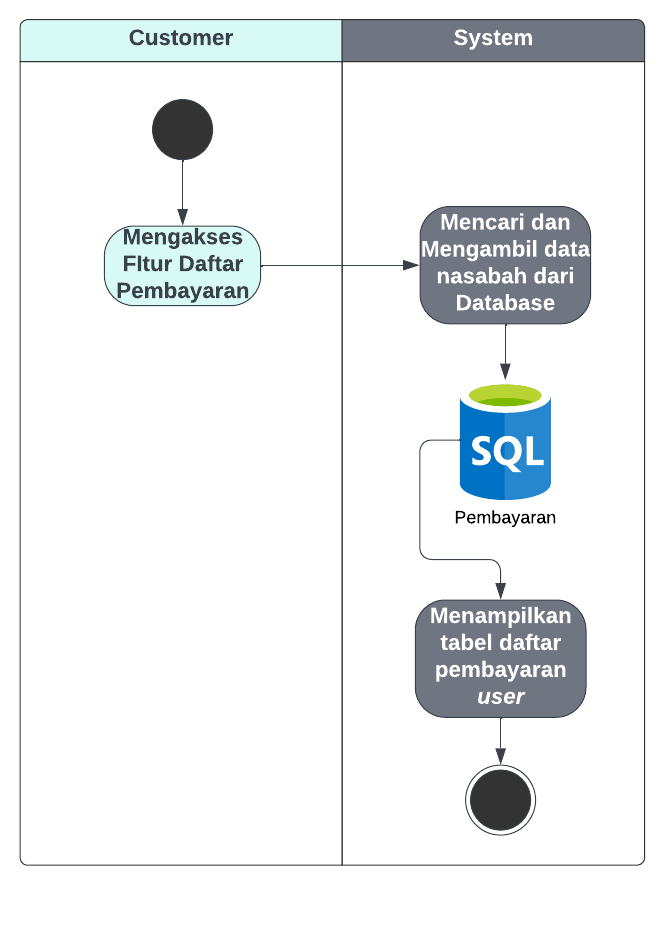 Customer
System
Mengakses
FItur Daftar
Pembayaran
Mencari dan
Mengambil data
nasabah dari
Database
SQL
Pembayaran
Menampilkan
tabel daftar
pembayaran
user